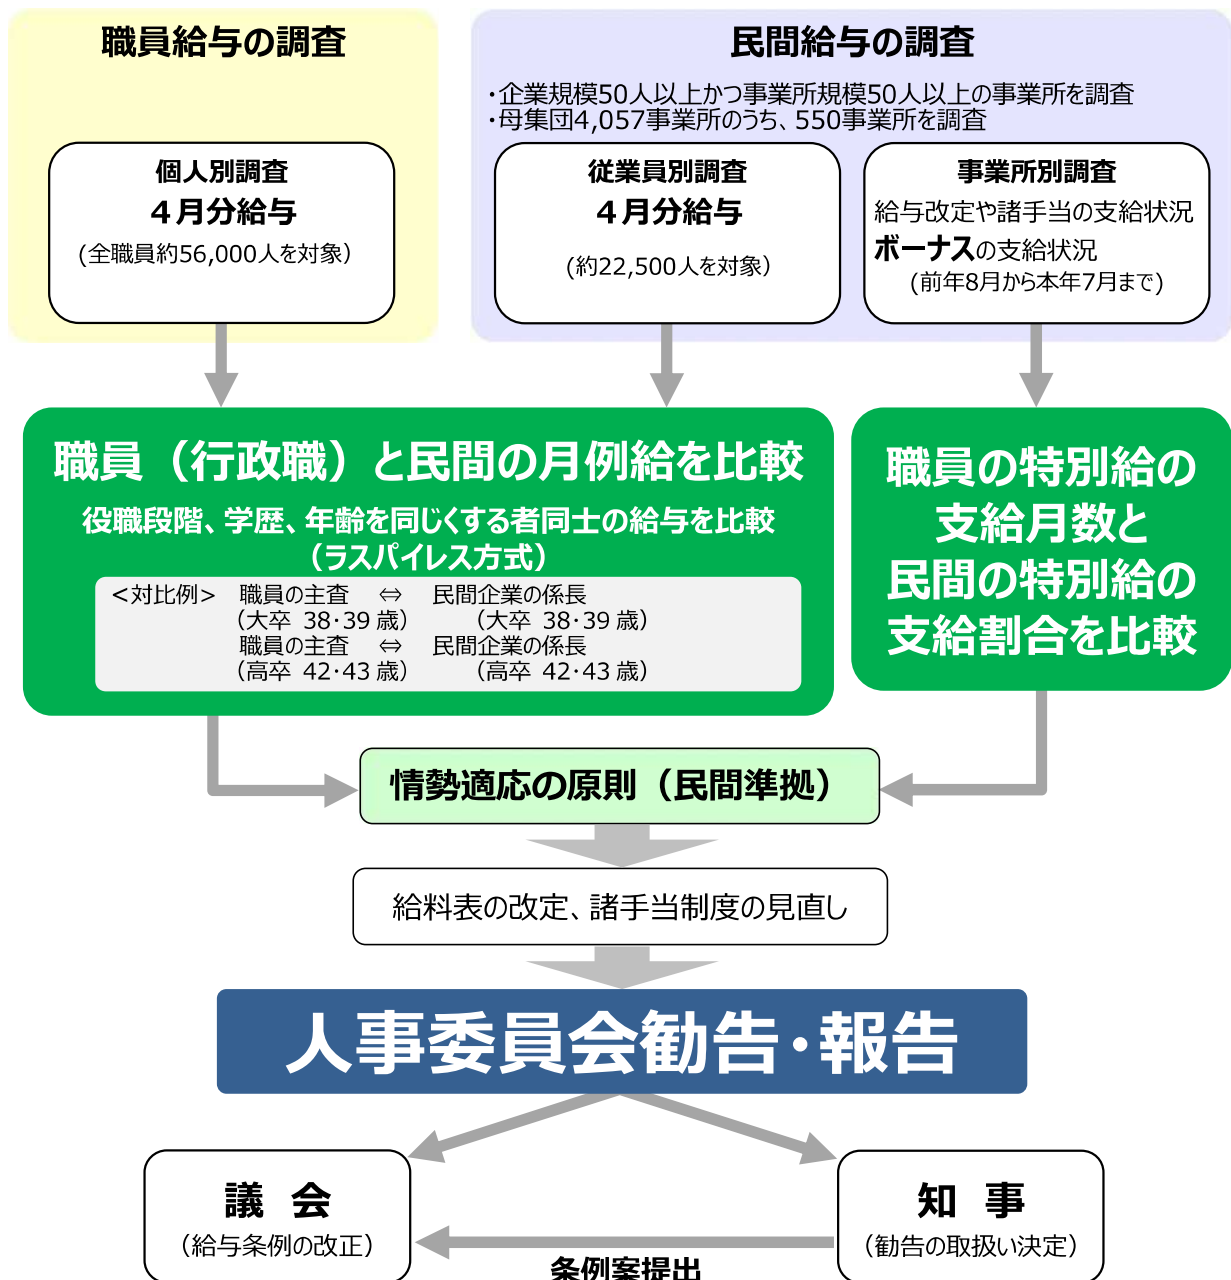 職員給与の調査
個人別調査
４月分給与
(全職員約56,000人を対象)
民間給与の調査
・企業規模50人以上かつ事業所規模50人以上の事業所を調査
・母集団4,057事業所のうち、550事業所を調査
従業員別調査
４月分給与
(約22,500人を対象)
事業所別調査
給与改定や諸手当の支給状況
ボーナスの支給状況
(前年8月から本年7月まで)
職員（行政職）と民間の月例給を比較
役職段階、学歴、年齢を同じくする者同士の給与を比較
（ラスパイレス方式）
<対比例> 職員の主査 ⇔ 民間企業の係長
（大卒 38・39 歳） （大卒 38・39 歳）
職員の主査 ⇔ 民間企業の係長
（高卒 42・43 歳） （高卒 42・43 歳）
職員の特別給の
支給月数と
民間の特別給の
支給割合を比較
情勢適応の原則（民間準拠）
給料表の改定、諸手当制度の見直し
人事委員会勧告・報告
議 会
（給与条例の改正）
知 事
（勧告の取扱い決定）
条例案提出